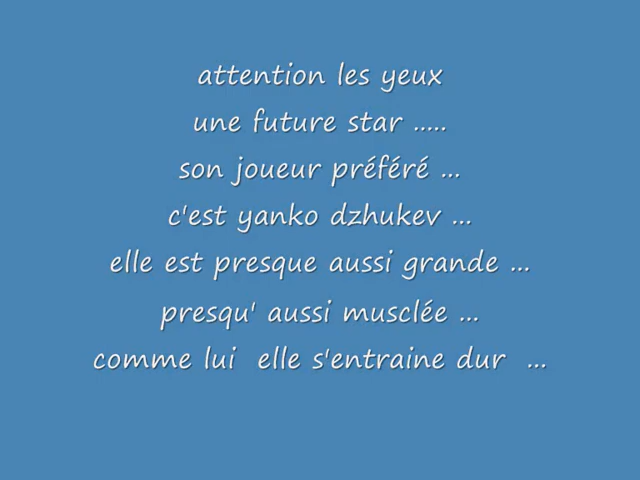 attention les yeux
une future star .....
son joueur préféré ...
c'est yanko dzhukev ...
elle est presque aussi grande ...
presqu' aussi musclée ...
comme lui  elle s'entraine dur  ...